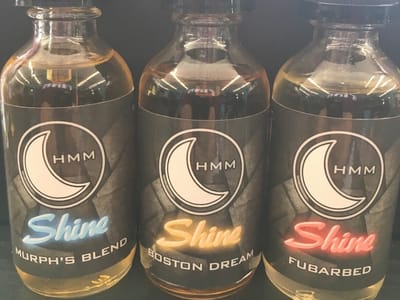 HMM
Shine
MURPH'S BLEND
HMM
Shine
BOSTON DREAM
HMM
Shine
FUBARBED